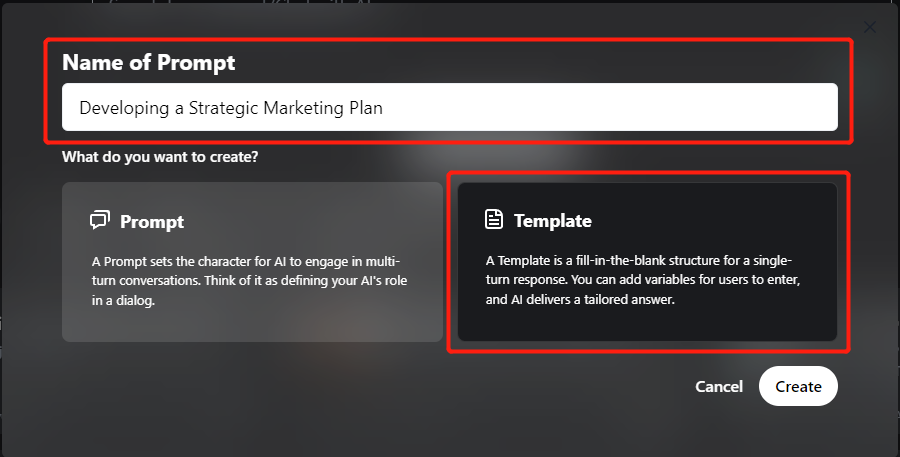 Name of Prompt
Developing a Strategic Marketing Plan
What do you want to create?
Prompt
A Prompt sets the character for AI to engage in multi-
turn conversations. Think of it as defining your AI's role
in a dialog.
Template
A Template is a fill-in-the-blank structure for a single-
turn response. You can add variables for users to enter,
and AI delivers a tailored answer.
Cancel
Create